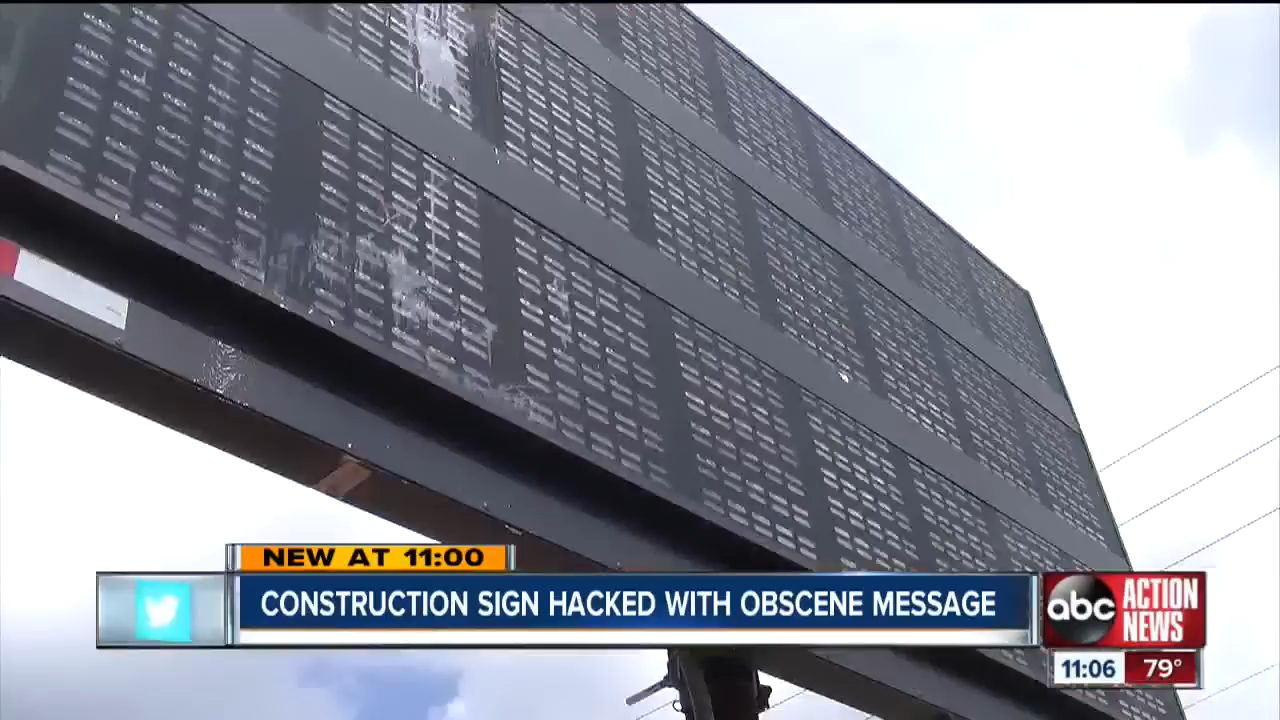 NEW AT 11:00
CONSTRUCTION SIGN HACKED WITH OBSCENE MESSAGE
abc ACTION NEWS
11:06 79°